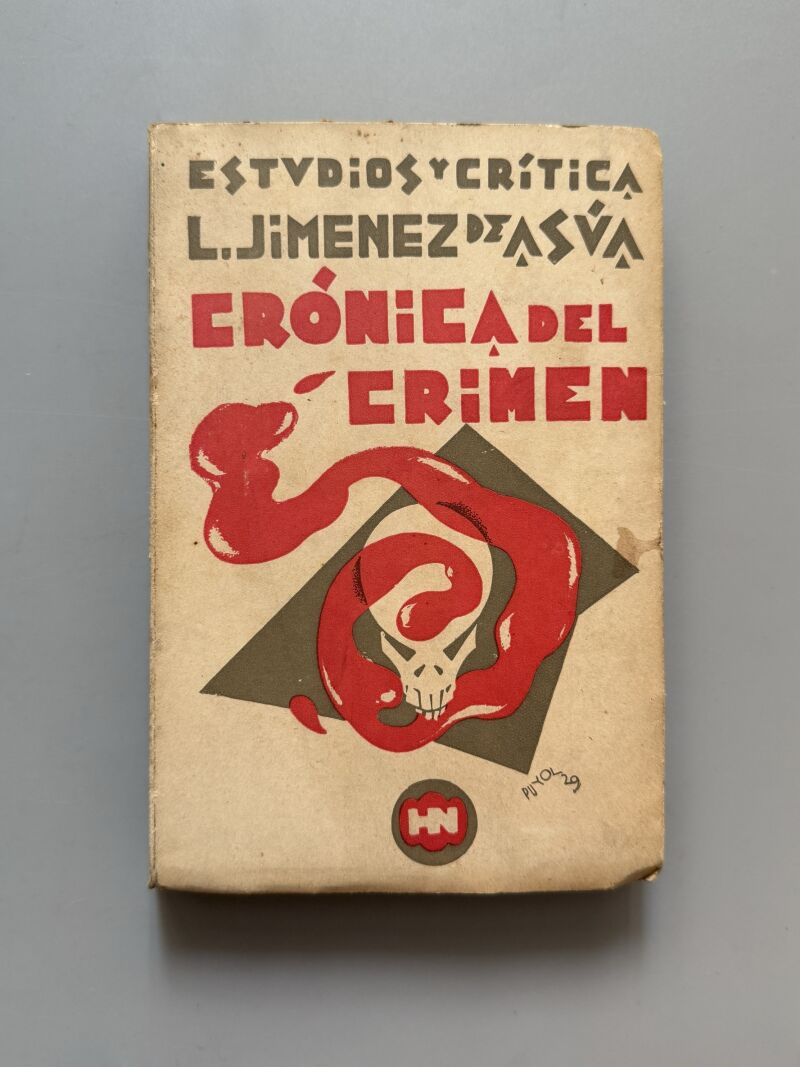 ESTVDiOS Y CRÍTiCA
L. JiMENEZ DE ASÚA
CRÓNiCA DEL
CRiMEN
PUYOL 29
HN